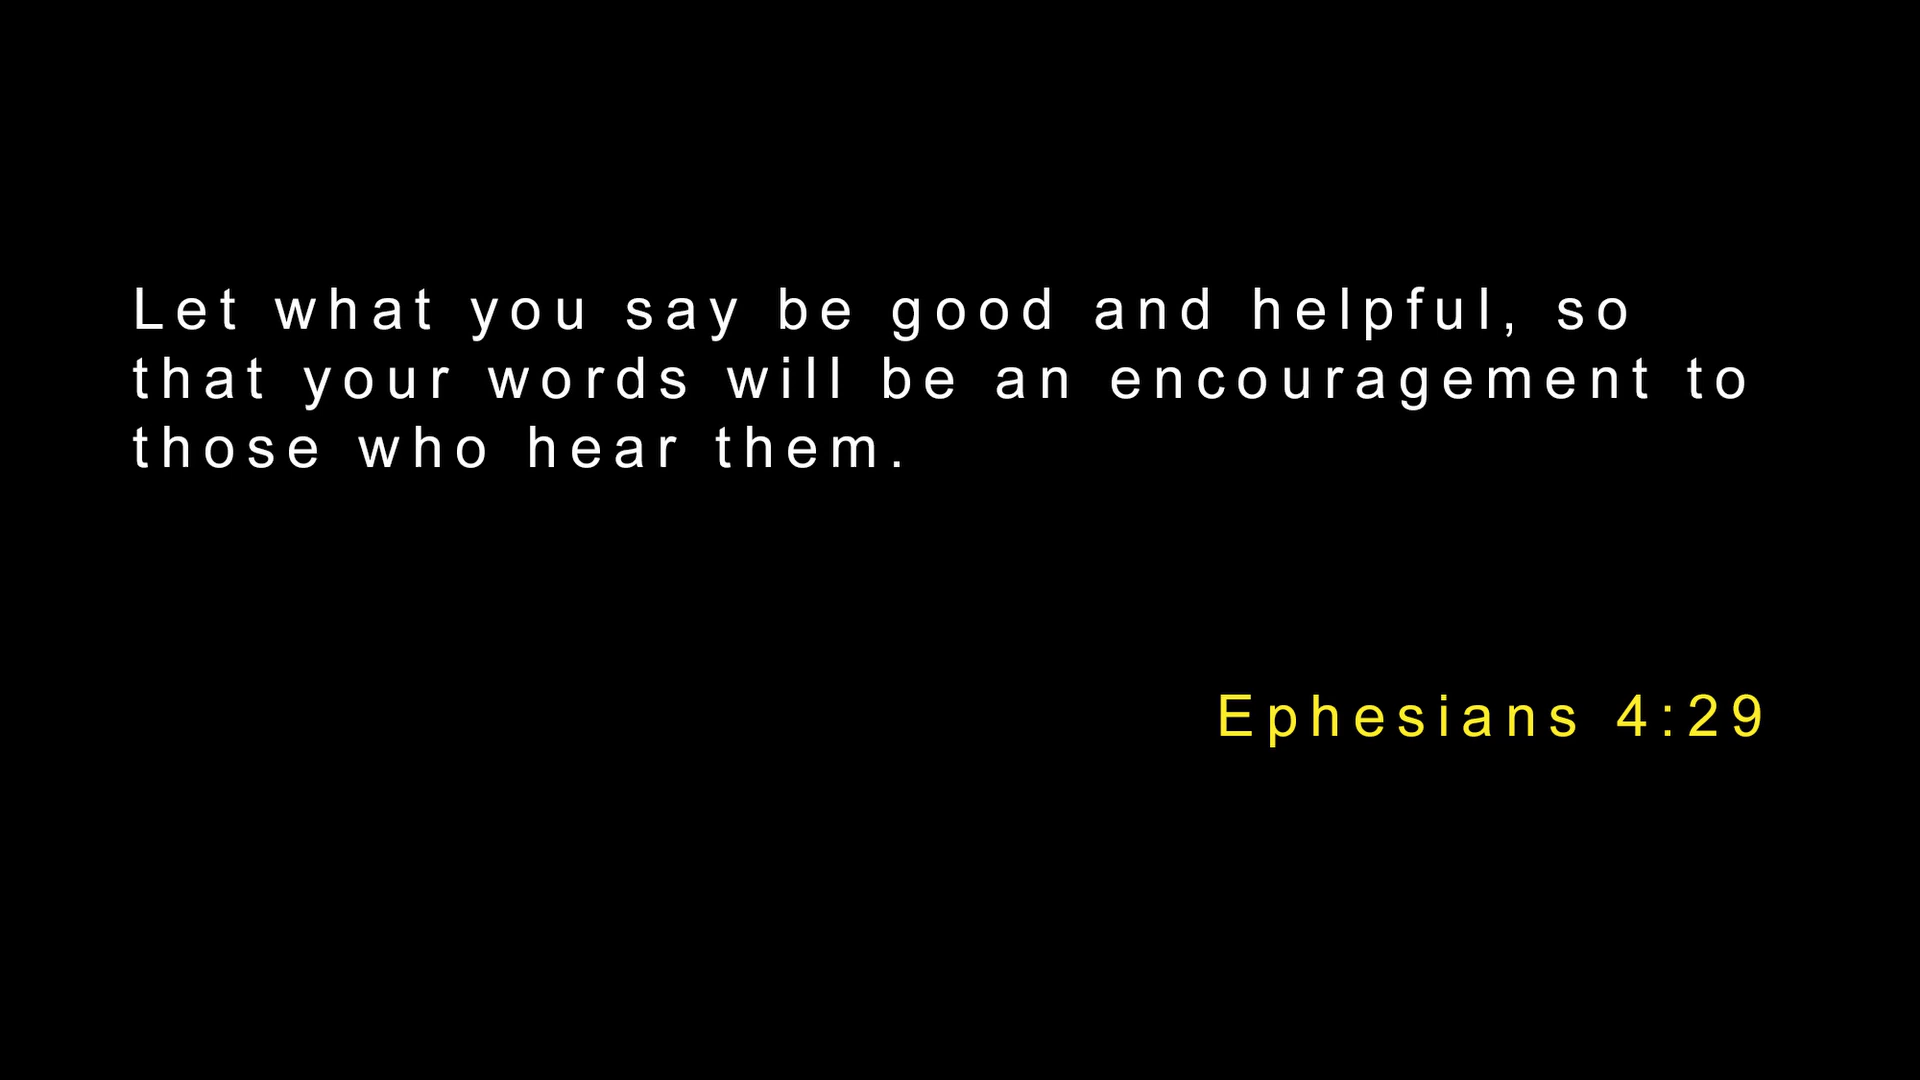 Let what you say be good and helpful, so
that your words will be an encouragement to
those who hear them.
Ephesians 4:29